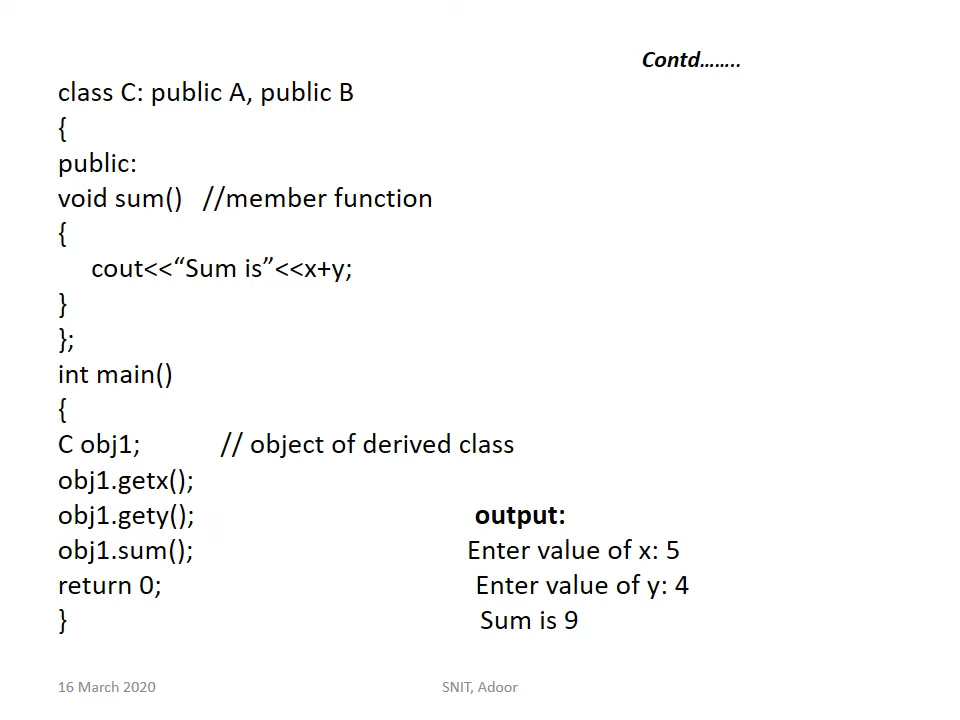 Contd........
class C: public A, public B
{
public:
void sum()   //member function
{
cout<<“Sum is”<<x+y;
}
};
int main()
{
C obj1;          // object of derived class
obj1.getx();
obj1.gety();
output:
obj1.sum();
Enter value of x: 5
return 0;
Enter value of y: 4
}
Sum is 9
16 March 2020
SNIT, Adoor